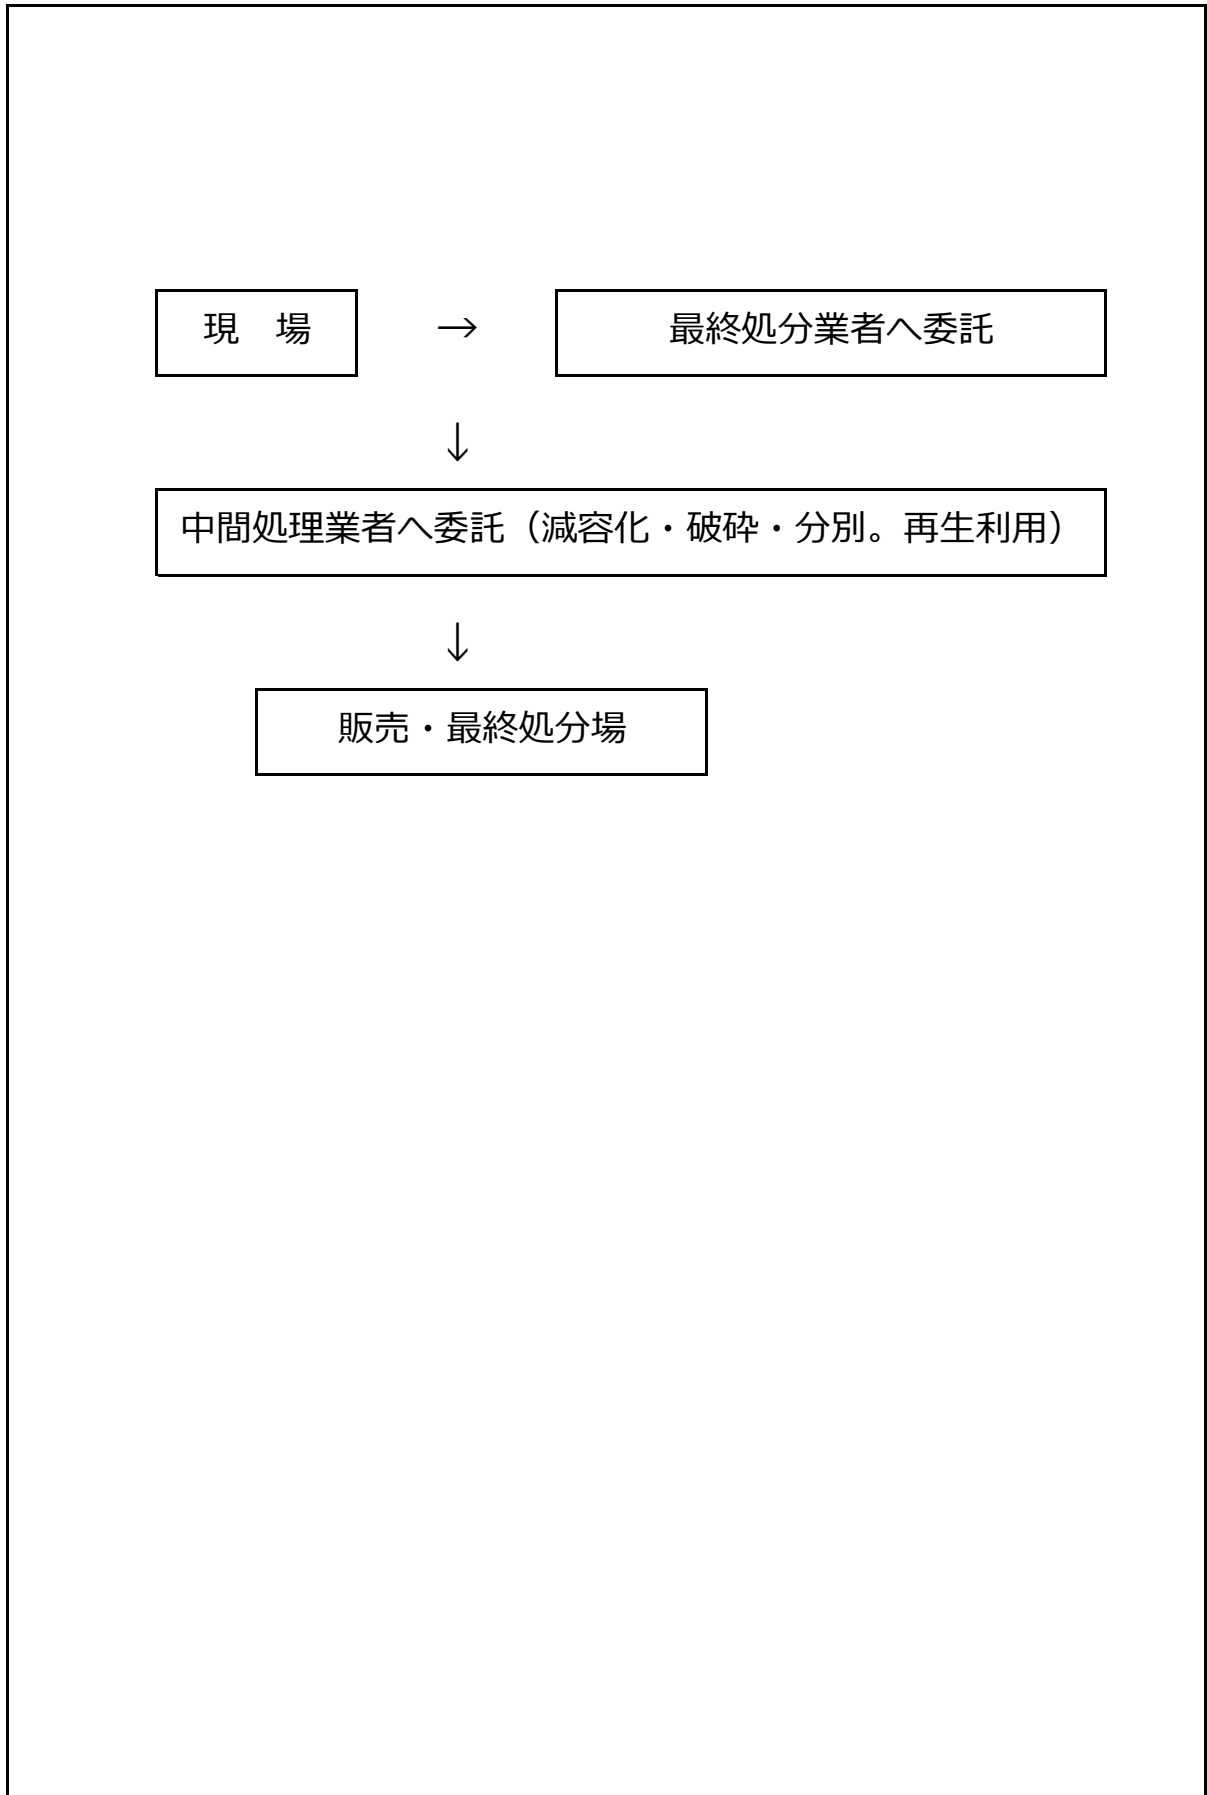 現　場　→　最終処分業者へ委託
↓
中間処理業者へ委託（減容化・破砕・分別。再生利用）
↓
販売・最終処分場